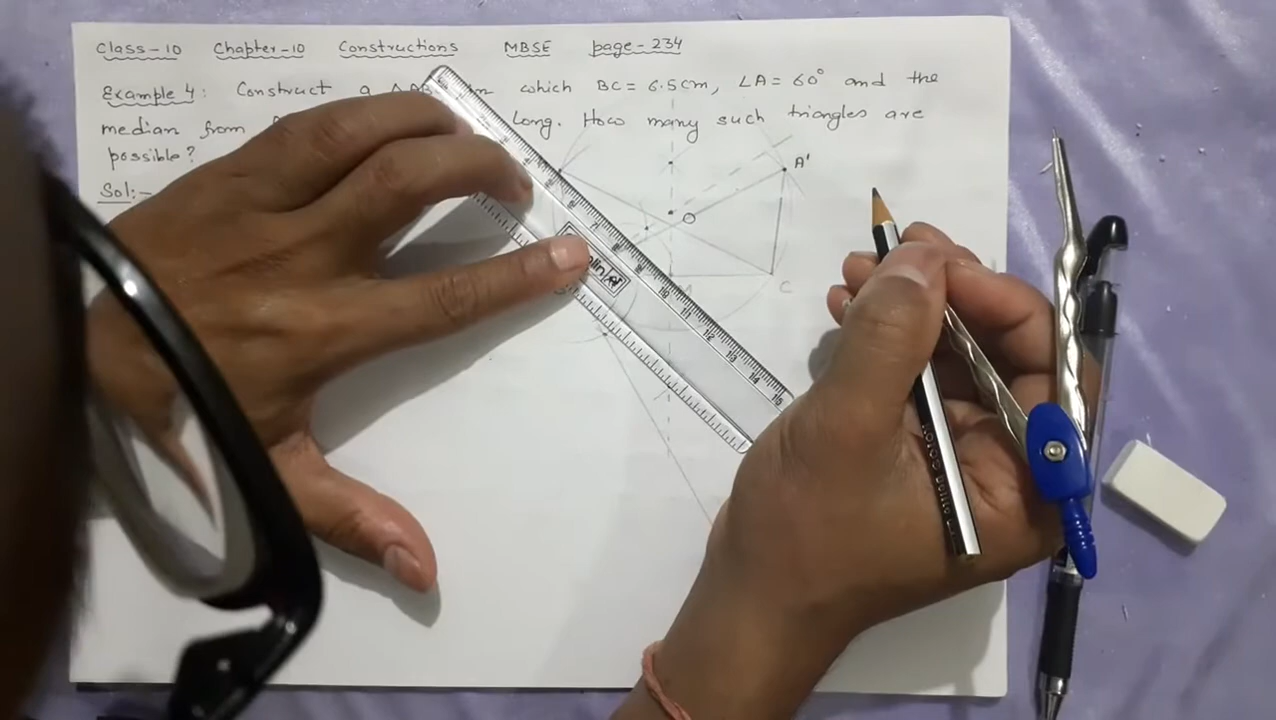 Class-10 Chapter-10 Constructions MBSE page-234
Example 4: Construct a in which BC = 6.5cm, ∠A = 60° and the
median from long. How many such triangles are
possible?
Sol:-
A'
O
M C